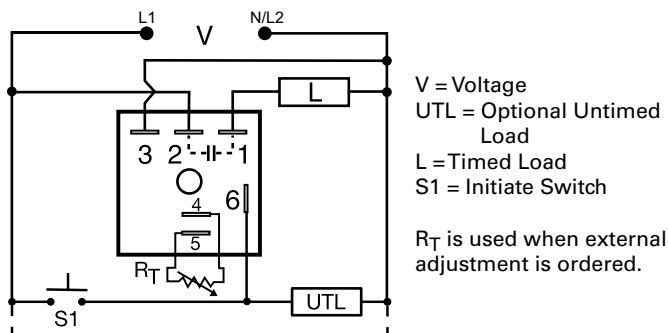 L1 V N/L2
L
3 2 1
6
4
5
RT
S1 UTL
V = Voltage
UTL = Optional Untimed
Load
L = Timed Load
S1 = Initiate Switch
RT is used when external
adjustment is ordered.